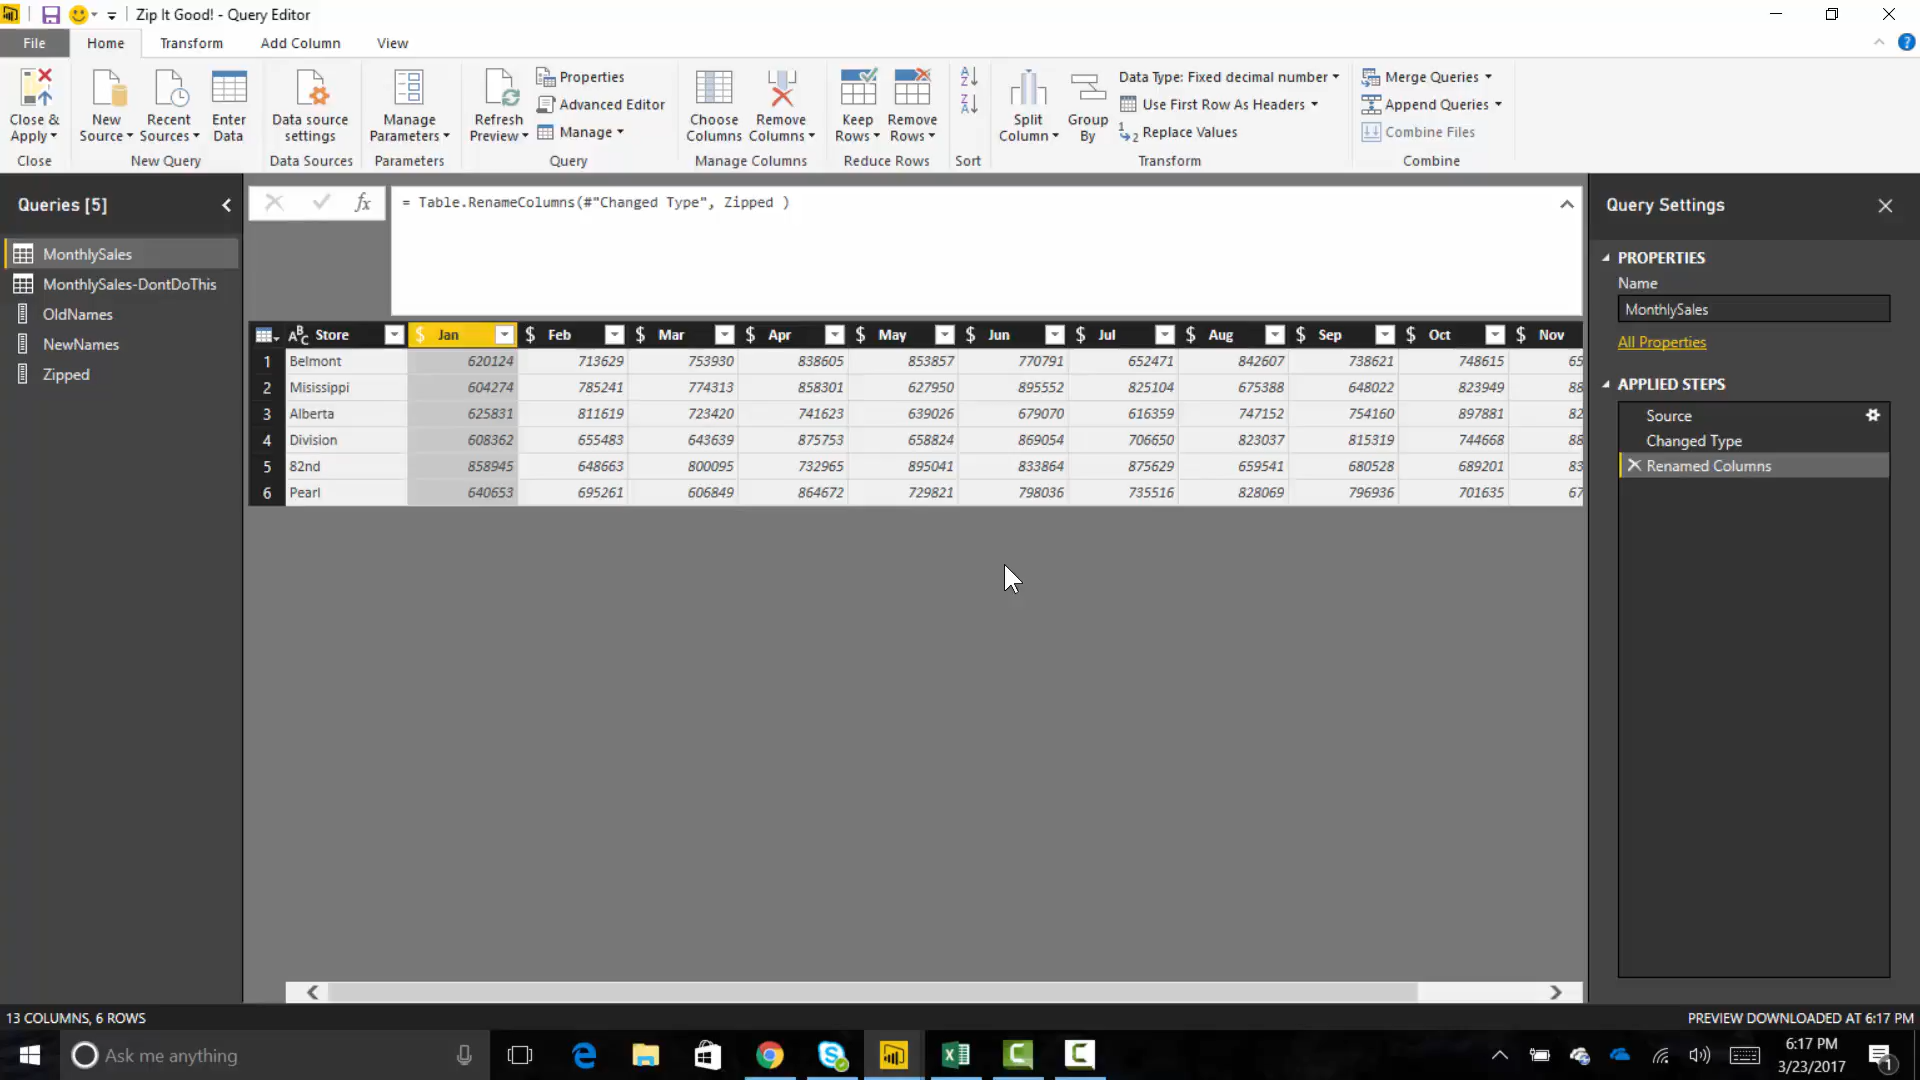 Zip It Good! - Query Editor
File Home Transform Add Column View
Close & Apply
New Source
Recent Sources
Enter Data
Data source settings
Manage Parameters
Refresh Preview
Properties
Advanced Editor
Manage
Choose Columns
Remove Columns
Keep Rows
Remove Rows
Split Column
Group By
Data Type: Fixed decimal number
Use First Row As Headers
Replace Values
Merge Queries
Append Queries
Combine Files
Close New Query Data Sources Parameters Query Manage Columns Reduce Rows Sort Transform Combine
Queries [5]
MonthlySales
MonthlySales-DontDoThis
OldNames
NewNames
Zipped
fx = Table.RenameColumns(#"Changed Type", Zipped )
Store $ Jan $ Feb $ Mar $ Apr $ May $ Jun $ Jul $ Aug $ Sep $ Oct $ Nov
1 Belmont 620124 713629 753930 838605 853857 770791 652471 842607 738621 748615 65
2 Misissippi 604274 785241 774313 858301 627950 895552 825104 675388 648022 823949 88
3 Alberta 625831 811619 723420 741623 639026 679070 616359 747152 754160 897881 82
4 Division 608362 655483 643639 875753 658824 869054 706650 823037 815319 744668 88
5 82nd 858945 648663 800095 732965 895041 833864 875629 659541 680528 689201 83
6 Pearl 640653 695261 606849 864672 729821 798036 735516 828069 796936 701635 67
Query Settings
PROPERTIES
Name
MonthlySales
All Properties
APPLIED STEPS
Source
Changed Type
Renamed Columns
13 COLUMNS, 6 ROWS
PREVIEW DOWNLOADED AT 6:17 PM
Ask me anything
6:17 PM
3/23/2017
1